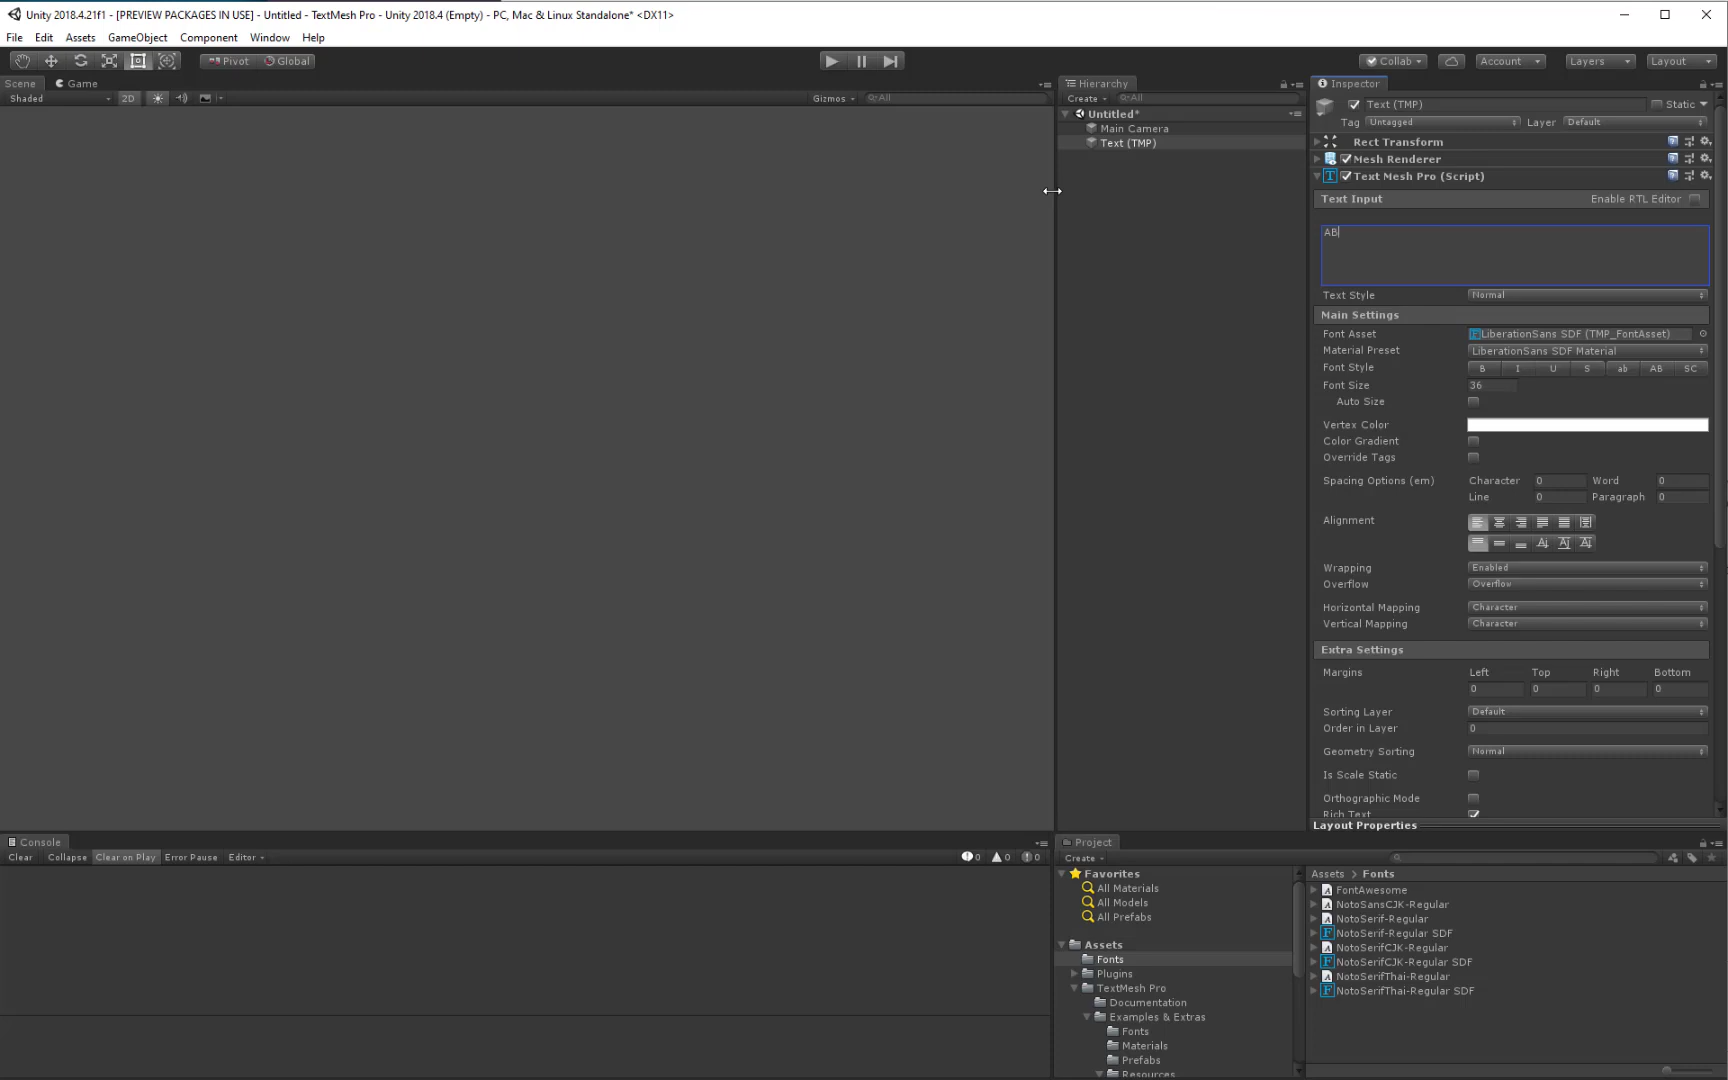 Unity 2018.4.21f1 - [PREVIEW PACKAGES IN USE] - Untitled - TextMesh Pro - Unity 2018.4 (Empty) - PC, Mac & Linux Standalone* <DX11>
File Edit Assets GameObject Component Window Help
Pivot Global Collab Account Layers Layout
Scene Game
Shaded 2D Gizmos All
Hierarchy
Create All
Untitled*
Main Camera
Text (TMP)
Inspector
Text (TMP) Static
Tag Untagged Layer Default
Rect Transform
Mesh Renderer
Text Mesh Pro (Script)
Text Input Enable RTL Editor
AB
Text Style Normal
Main Settings
Font Asset LiberationSans SDF (TMP_FontAsset)
Material Preset LiberationSans SDF Material
Font Style B I U S ab AB SC
Font Size 36
Auto Size
Vertex Color
Color Gradient
Override Tags
Spacing Options (em) Character 0 Word 0
Line 0 Paragraph 0
Alignment
Wrapping Enabled
Overflow Overflow
Horizontal Mapping Character
Vertical Mapping Character
Extra Settings
Margins Left Top Right Bottom
0 0 0 0
Sorting Layer Default
Order in Layer 0
Geometry Sorting Normal
Is Scale Static
Orthographic Mode
Rich Text
Layout Properties
Console
Clear Collapse Clear on Play Error Pause Editor 0 0 0
Project
Create
Favorites
All Materials
All Models
All Prefabs
Assets
Fonts
Plugins
TextMesh Pro
Documentation
Examples & Extras
Fonts
Materials
Prefabs
Resources
Assets > Fonts
FontAwesome
NotoSansCJK-Regular
NotoSerif-Regular
NotoSerif-Regular SDF
NotoSerifCJK-Regular
NotoSerifCJK-Regular SDF
NotoSerifThai-Regular
NotoSerifThai-Regular SDF